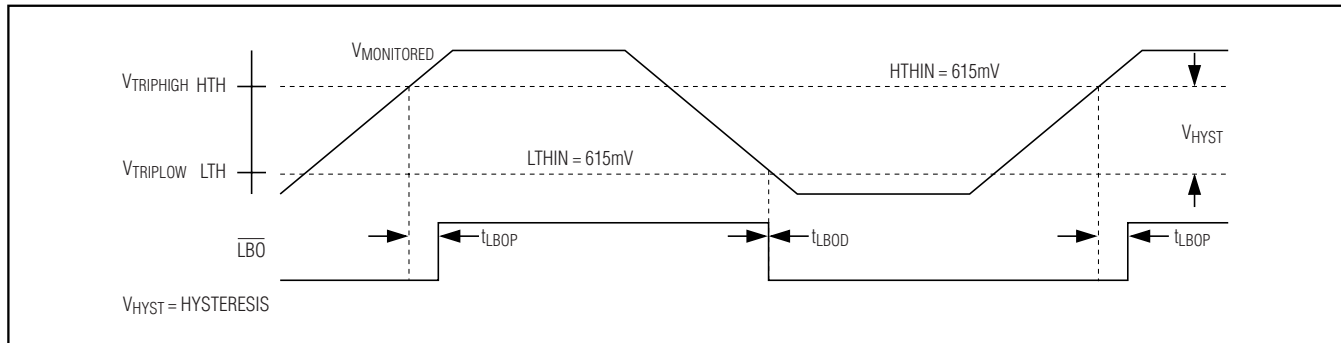 VMONITORED
VTRIPHIGH HTH
HTHIN = 615mV
VHYST
LTHIN = 615mV
VTRIPLOW LTH
tLBOP
tLBOD
tLBOP
LBO
VHYST = HYSTERESIS